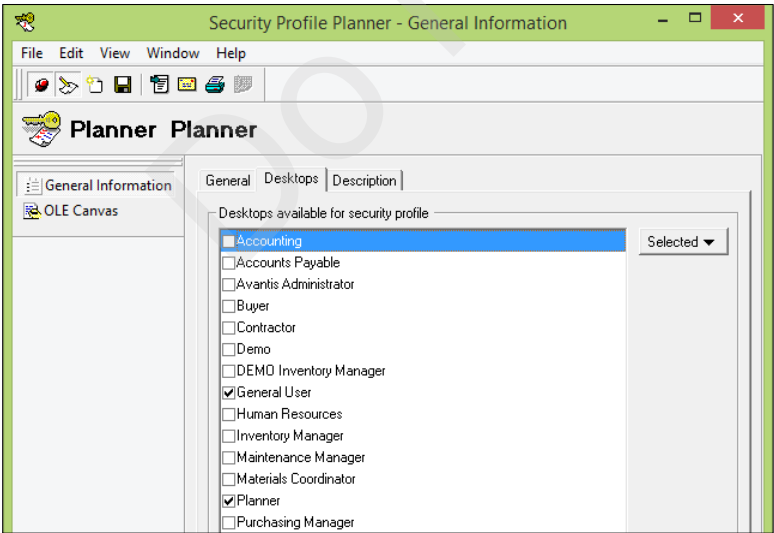 Security Profile Planner - General Information
File Edit View Window Help
Planner Planner
General Information
OLE Canvas
General Desktops Description
Desktops available for security profile
Accounting
Selected
Accounts Payable
Avantis Administrator
Buyer
Contractor
Demo
DEMO Inventory Manager
General User
Human Resources
Inventory Manager
Maintenance Manager
Materials Coordinator
Planner
Purchasing Manager